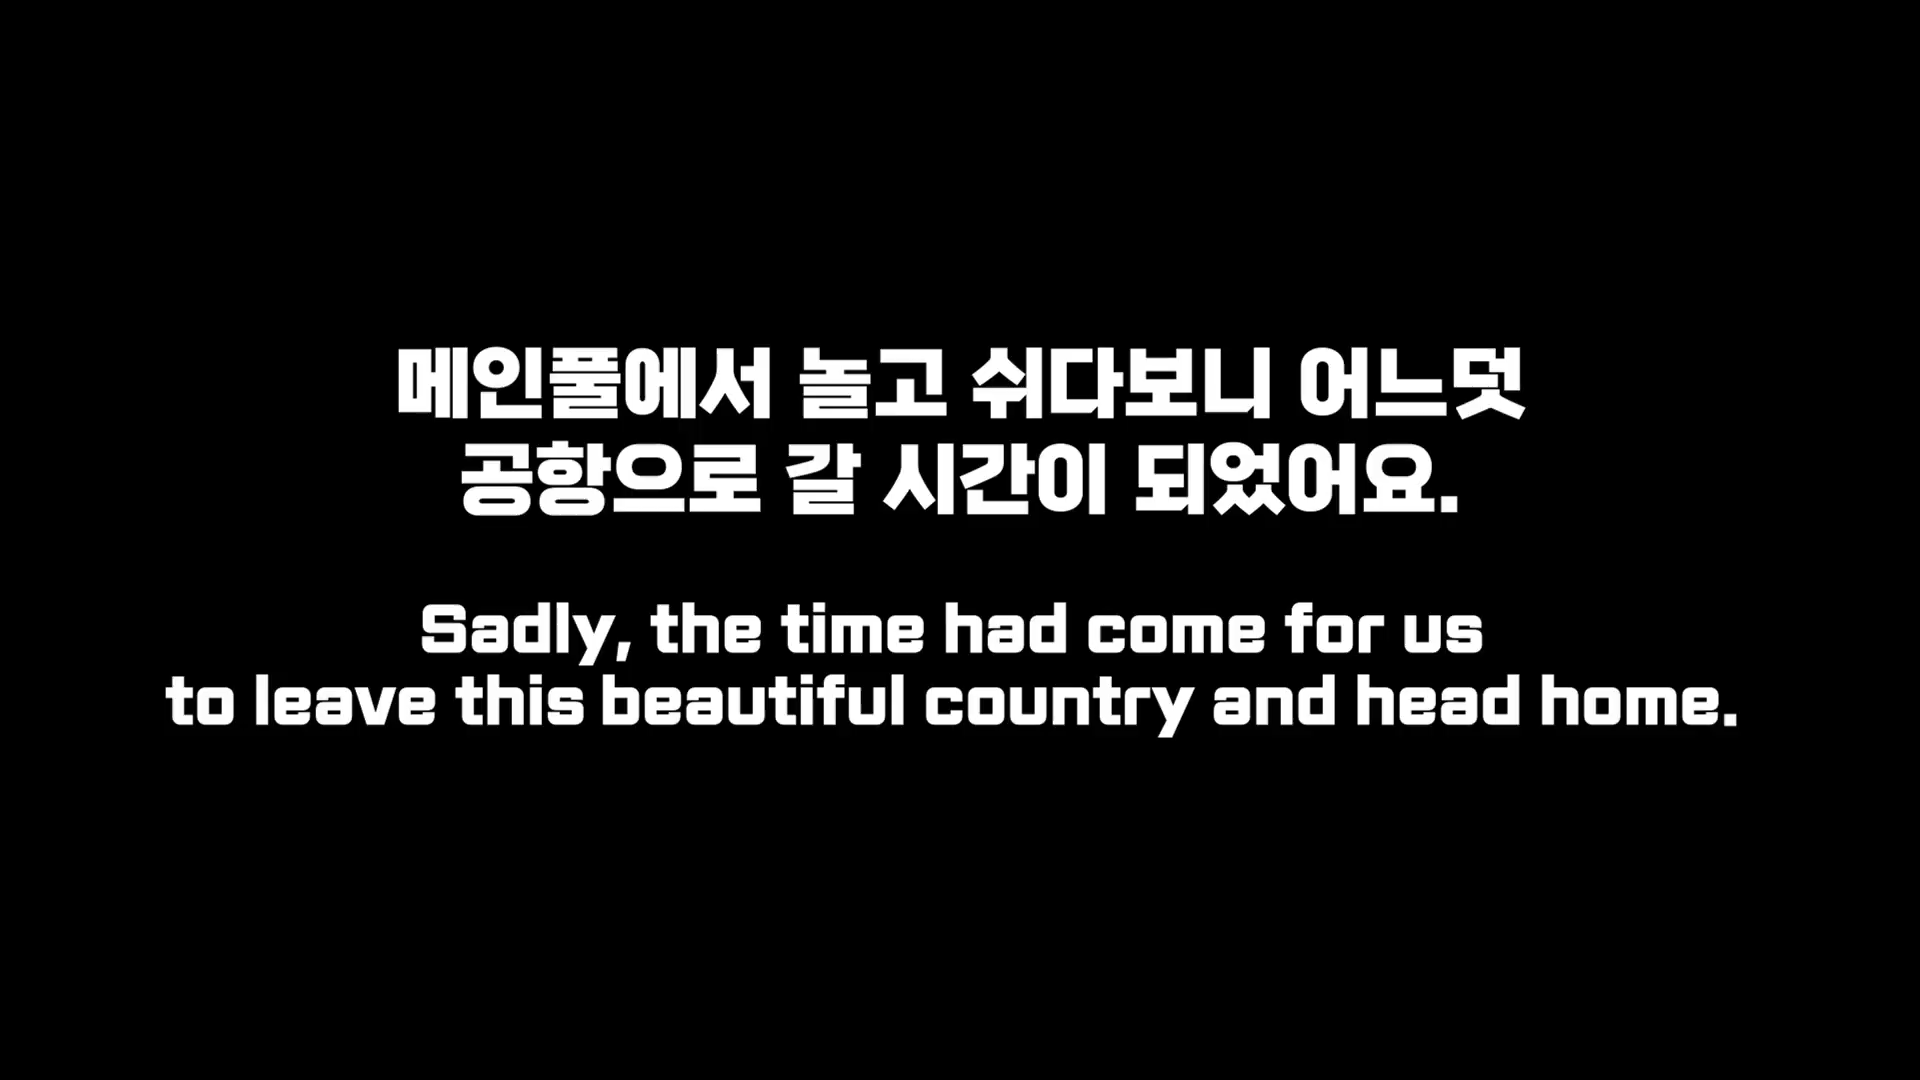 메인풀에서 놀고 쉬다보니 어느덧
공항으로 갈 시간이 되었어요.
Sadly, the time had come for us
to leave this beautiful country and head home.